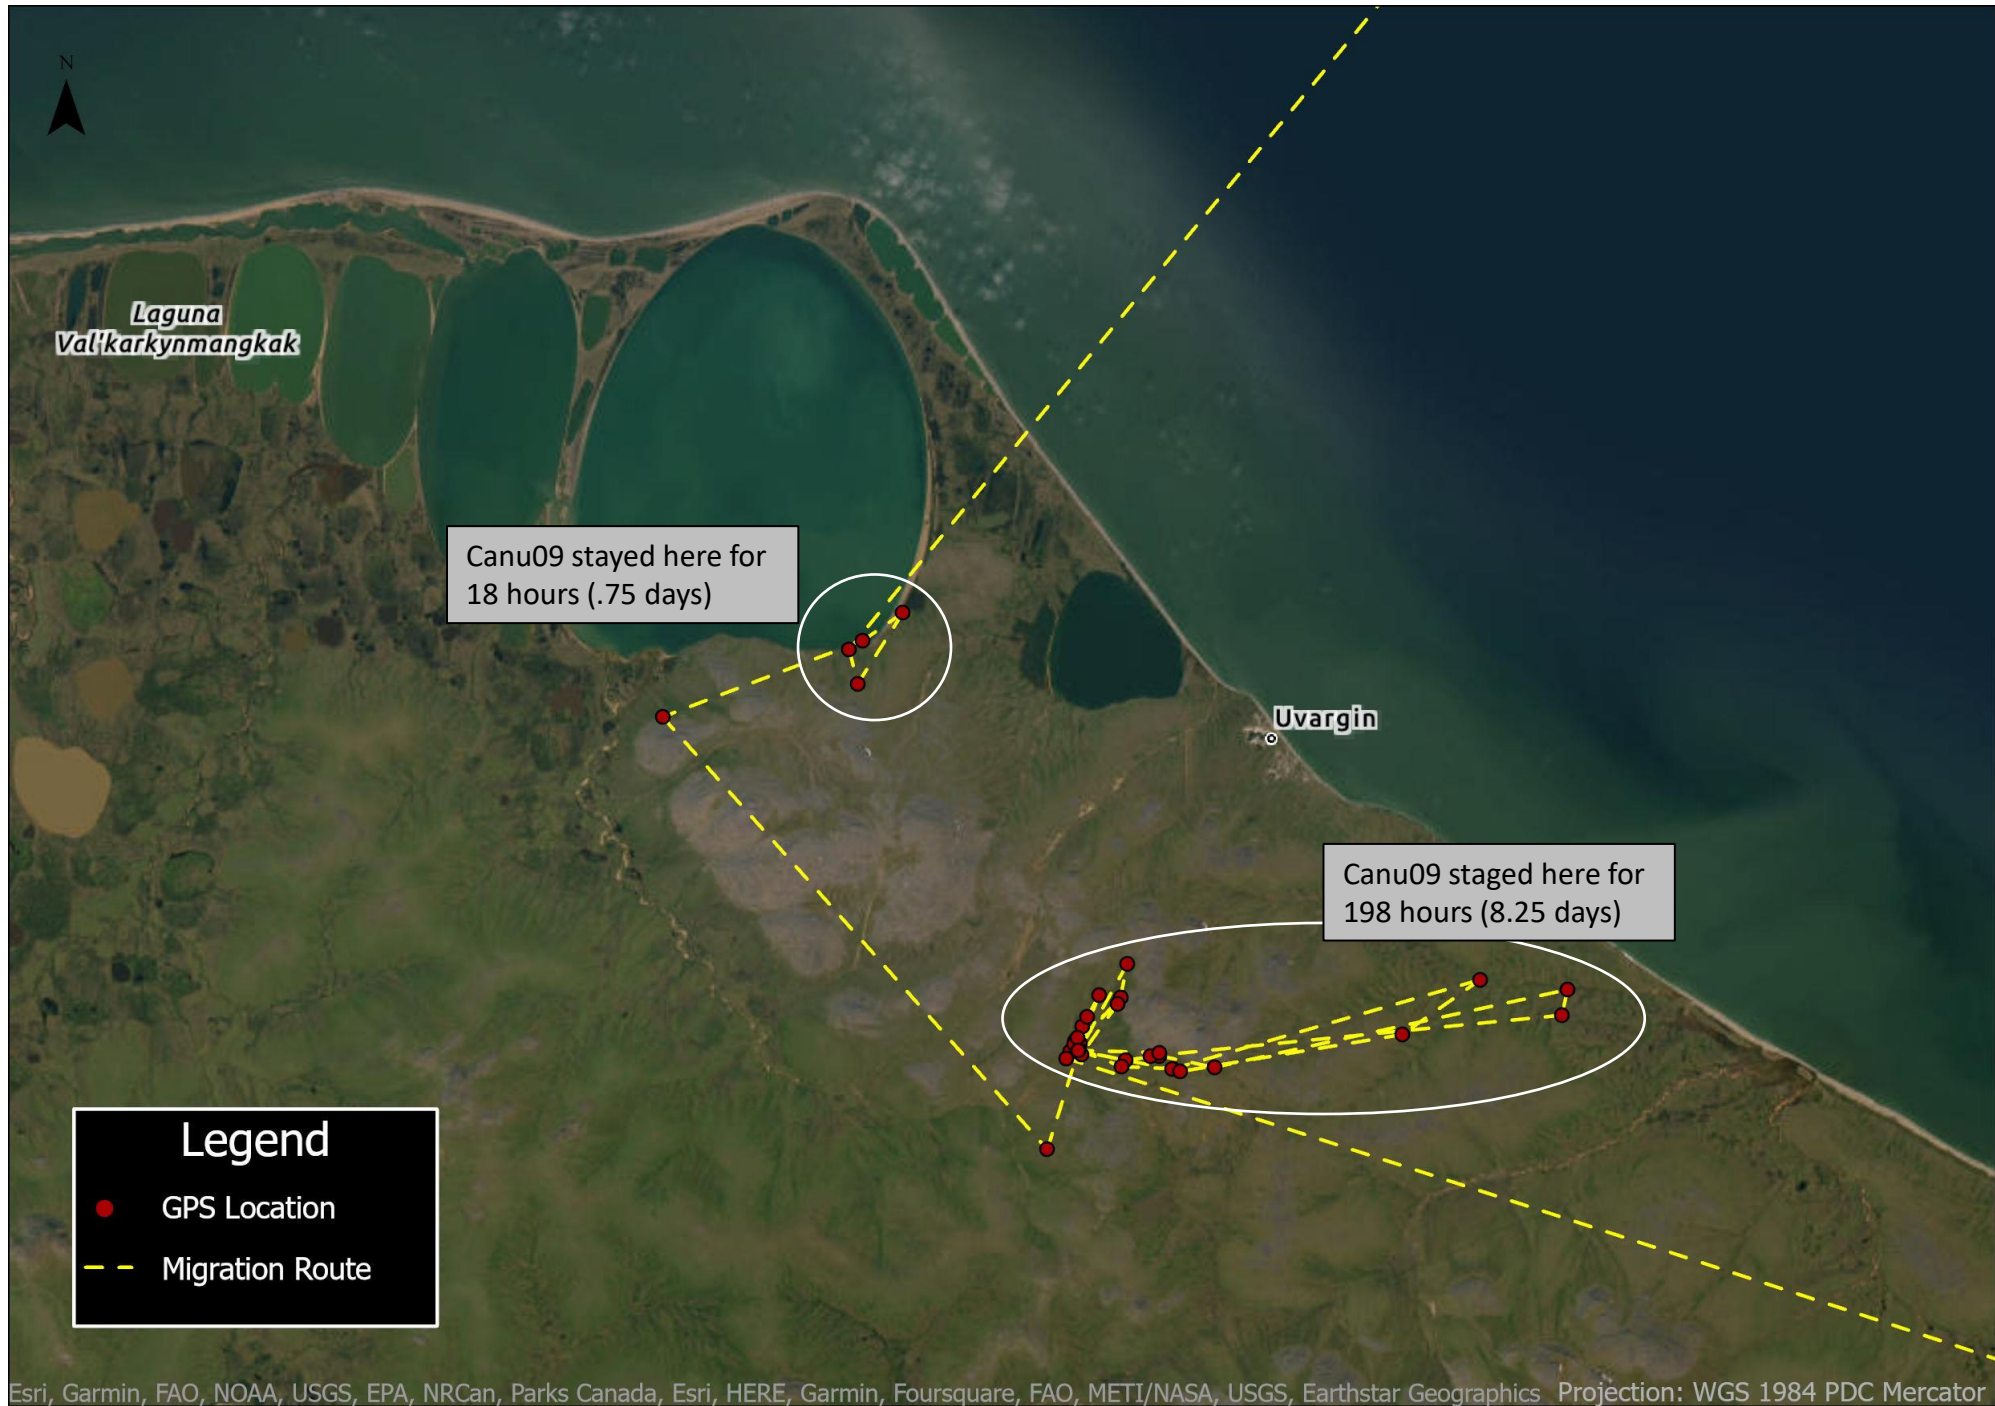 N
Laguna
Val'karkynmangkak
Canu09 stayed here for
18 hours (.75 days)
Uvargin
Canu09 staged here for
198 hours (8.25 days)
Legend
GPS Location
Migration Route
Esri, Garmin, FAO, NOAA, USGS, EPA, NRCan, Parks Canada, Esri, HERE, Garmin, Foursquare, FAO, METI/NASA, USGS, Earthstar Geographics Projection: WGS 1984 PDC Mercator